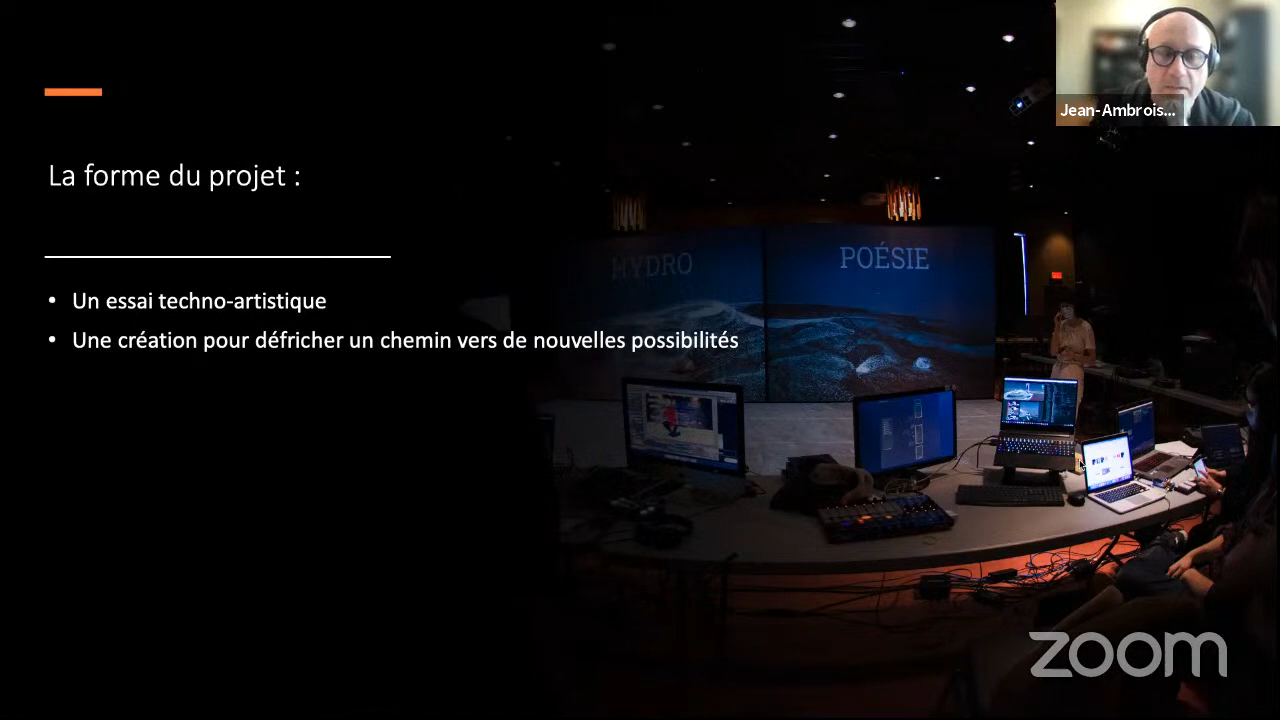 Jean-Ambrois...
La forme du projet :
HYDRO
POÉSIE
• Un essai techno-artistique
• Une création pour défricher un chemin vers de nouvelles possibilités
zoom